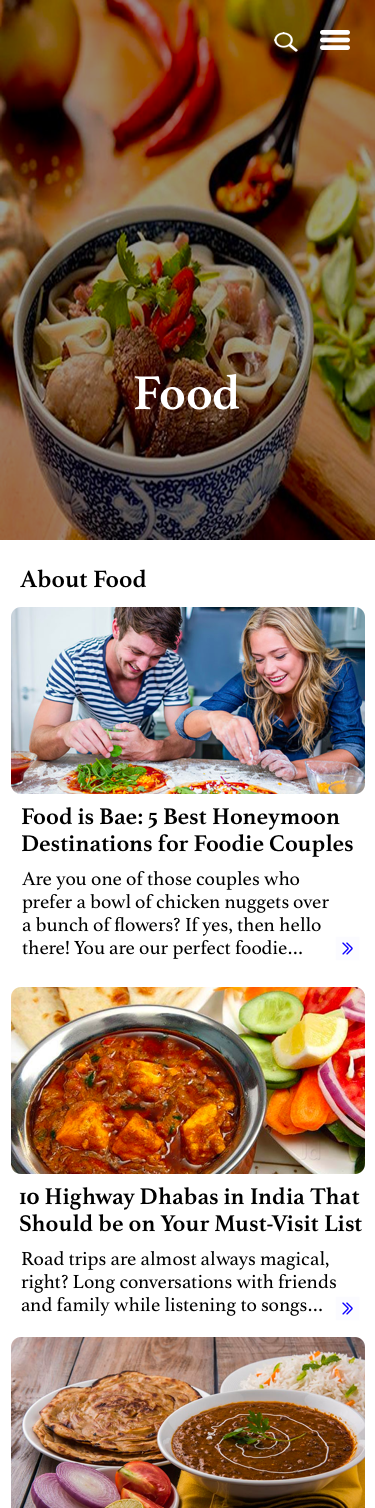 Food
About Food
Food is Bae: 5 Best Honeymoon
Destinations for Foodie Couples
Are you one of those couples who
prefer a bowl of chicken nuggets over
a bunch of flowers? If yes, then hello
there! You are our perfect foodie...
10 Highway Dhabas in India That
Should be on Your Must-Visit List
Road trips are almost always magical,
right? Long conversations with friends
and family while listening to songs...